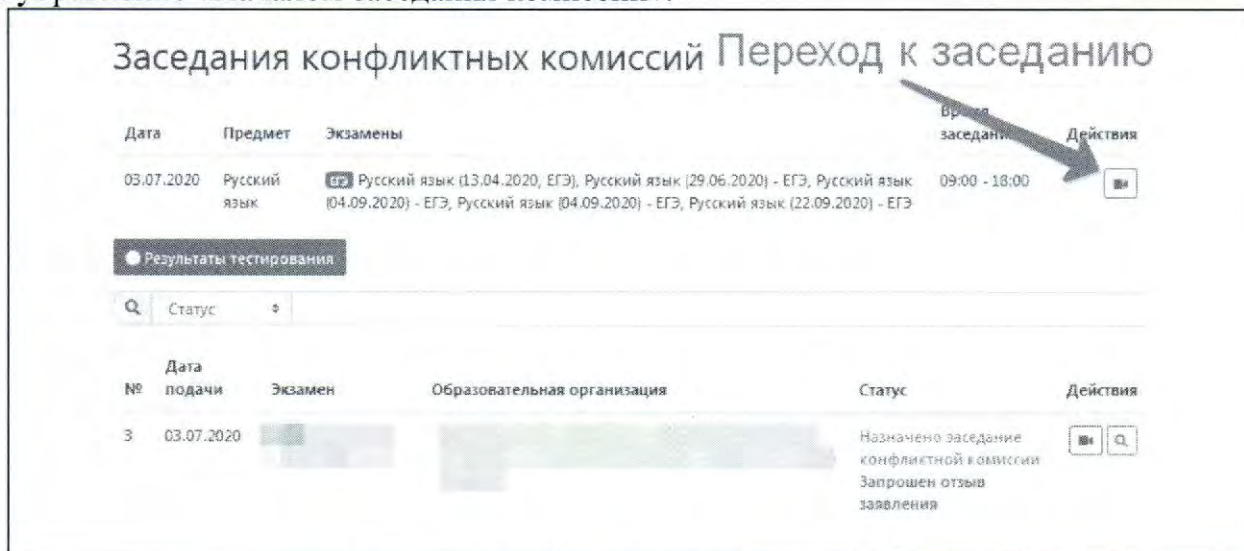 Заседания конфликтных комиссий Переход к заседанию
Дата Предмет Экзамены Время заседания Действия
03.07.2020 Русский язык ЕГЭ Русский язык (13.04.2020, ЕГЭ), Русский язык (29.06.2020) - ЕГЭ, Русский язык 09:00 - 18:00
(04.09.2020) - ЕГЭ, Русский язык (04.09.2020) - ЕГЭ, Русский язык (22.09.2020) - ЕГЭ
Результаты тестирования
Статус
№ Дата подачи Экзамен Образовательная организация Статус Действия
3 03.07.2020 Назначено заседание
конфликтной комиссии
Запрошен отзыв
заявления